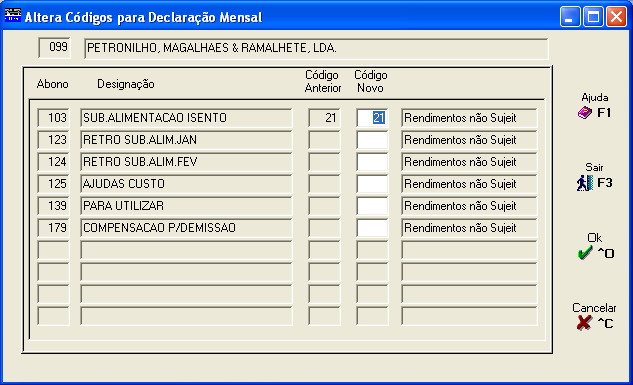 Altera Códigos para Declaração Mensal
099 PETRONILHO, MAGALHAES & RAMALHETE, LDA.
Abono Designação Código Anterior Código Novo
103 SUB.ALIMENTACAO ISENTO 21 21 Rendimentos não Sujeit
123 RETRO SUB.ALIM.JAN Rendimentos não Sujeit
124 RETRO SUB.ALIM.FEV Rendimentos não Sujeit
125 AJUDAS CUSTO Rendimentos não Sujeit
139 PARA UTILIZAR Rendimentos não Sujeit
179 COMPENSACAO P/DEMISSAO Rendimentos não Sujeit
Ajuda
F1
Sair
F3
Ok
^O
Cancelar
^C